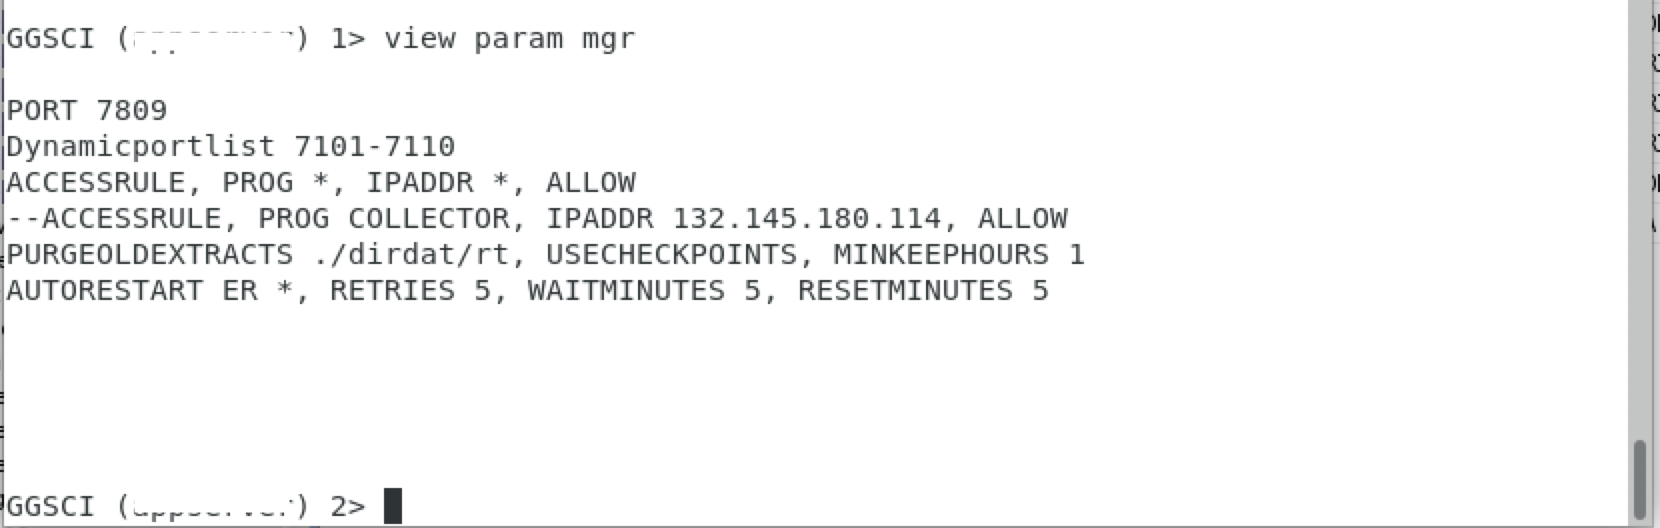 GGSCI ( ) 1> view param mgr
PORT 7809
Dynamicportlist 7101-7110
ACCESSRULE, PROG *, IPADDR *, ALLOW
--ACCESSRULE, PROG COLLECTOR, IPADDR 132.145.180.114, ALLOW
PURGEOLDEXTRACTS ./dirdat/rt, USECHECKPOINTS, MINKEEPHOURS 1
AUTORESTART ER *, RETRIES 5, WAITMINUTES 5, RESETMINUTES 5
GGSCI ( ) 2>